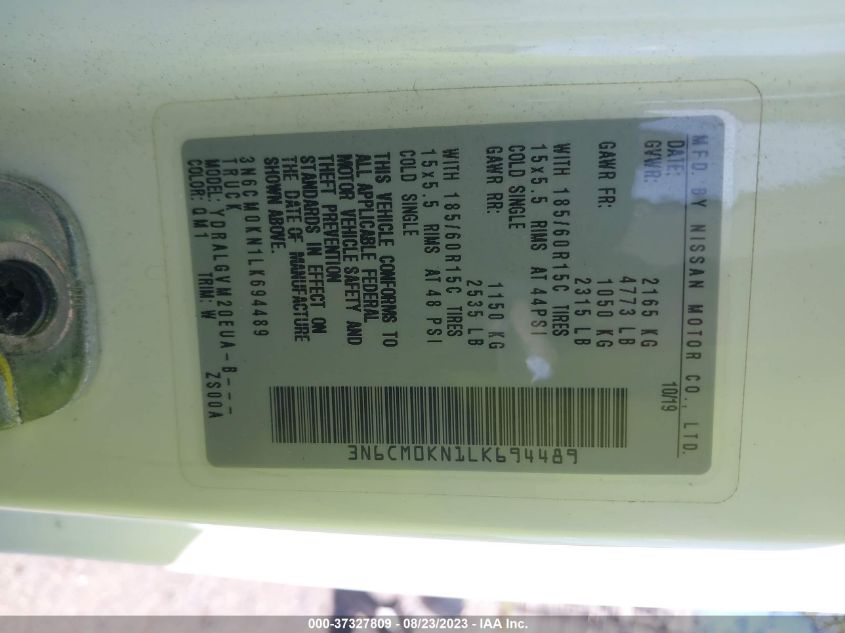 MFD. BY NISSAN MOTOR CO., LTD.
DATE: 10/19
GVWR: 2165 KG
4773 LB
GAWR FR: 1050 KG
2315 LB
WITH 185/60R15C TIRES
15x5.5 RIMS AT 44PSI
COLD SINGLE
GAWR RR: 1150 KG
2535 LB
WITH 185/60R15C TIRES
15x5.5 RIMS AT 48 PSI
COLD SINGLE
THIS VEHICLE CONFORMS TO
ALL APPLICABLE FEDERAL
MOTOR VEHICLE SAFETY AND
THEFT PREVENTION
STANDARDS IN EFFECT ON
THE DATE OF MANUFACTURE
SHOWN ABOVE.
3N6CM0KN1LK694489
TRUCK
MODEL: YDRALGVM20EUA-B---
COLOR: QM1 TRIM: W ZS00A
3N6CM0KN1LK694489
000-37327809 - 08/23/2023 - IAA Inc.